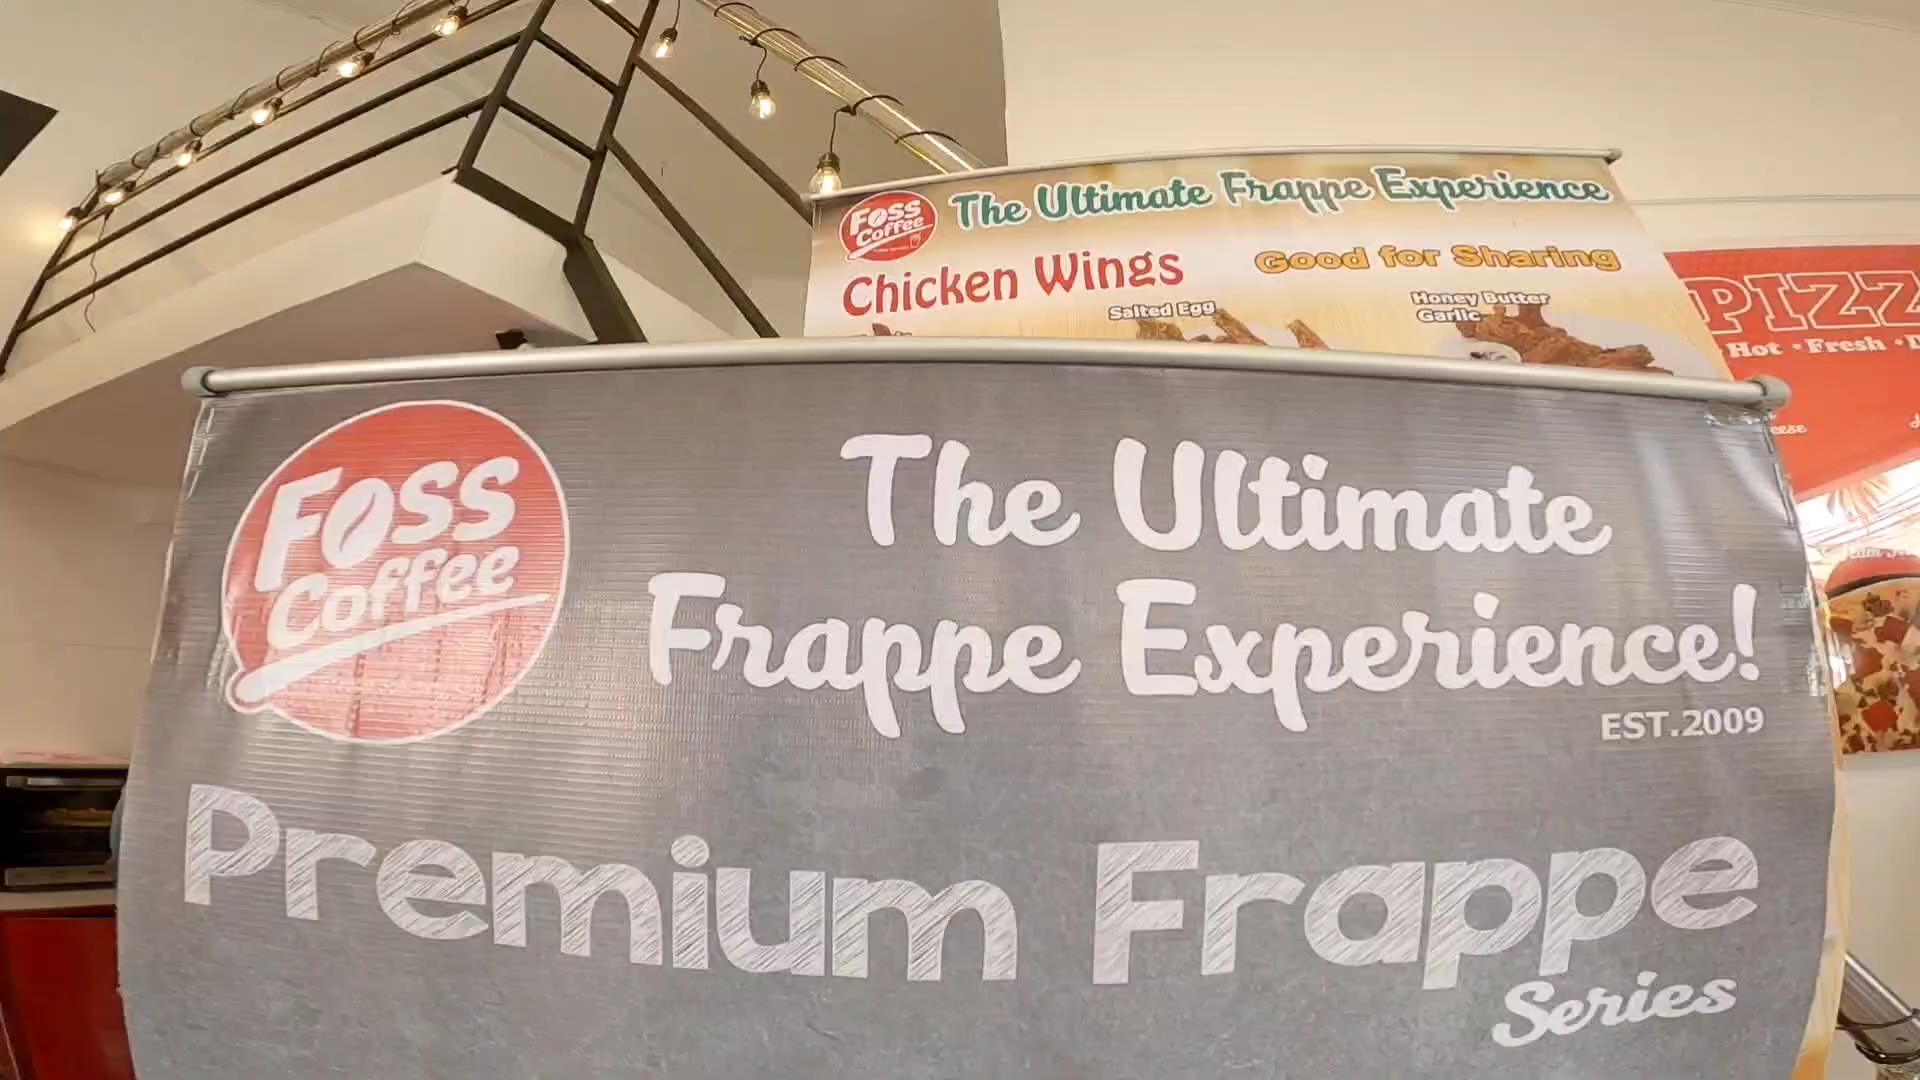 FOSS
Coffee
The Ultimate Frappe Experience
Chicken Wings
Good for Sharing
Salted Egg
Honey Butter
Garlic
PIZZ
Hot • Fresh •
FOSS
Coffee
The Ultimate
Frappe Experience!
EST.2009
Premium Frappe
Series